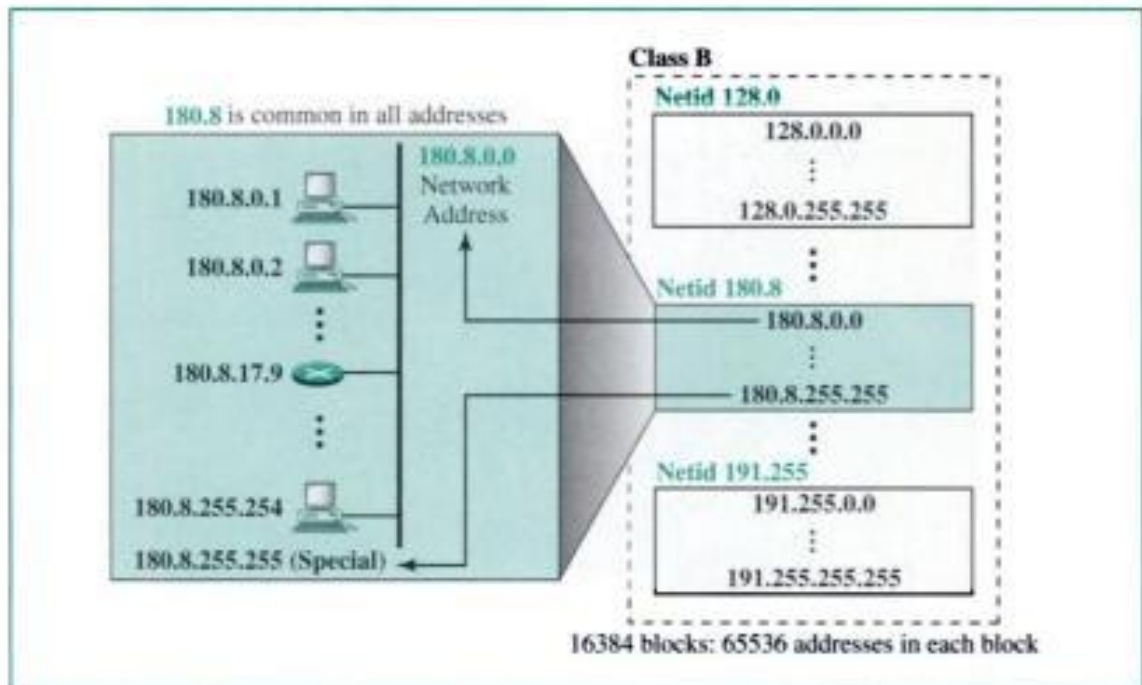 Class B
180.8 is common in all addresses
180.8.0.0
Network
Address
180.8.0.1
180.8.0.2
180.8.17.9
180.8.255.254
180.8.255.255 (Special)
Netid 128.0
128.0.0.0
128.0.255.255
Netid 180.8
180.8.0.0
180.8.255.255
Netid 191.255
191.255.0.0
191.255.255.255
16384 blocks: 65536 addresses in each block